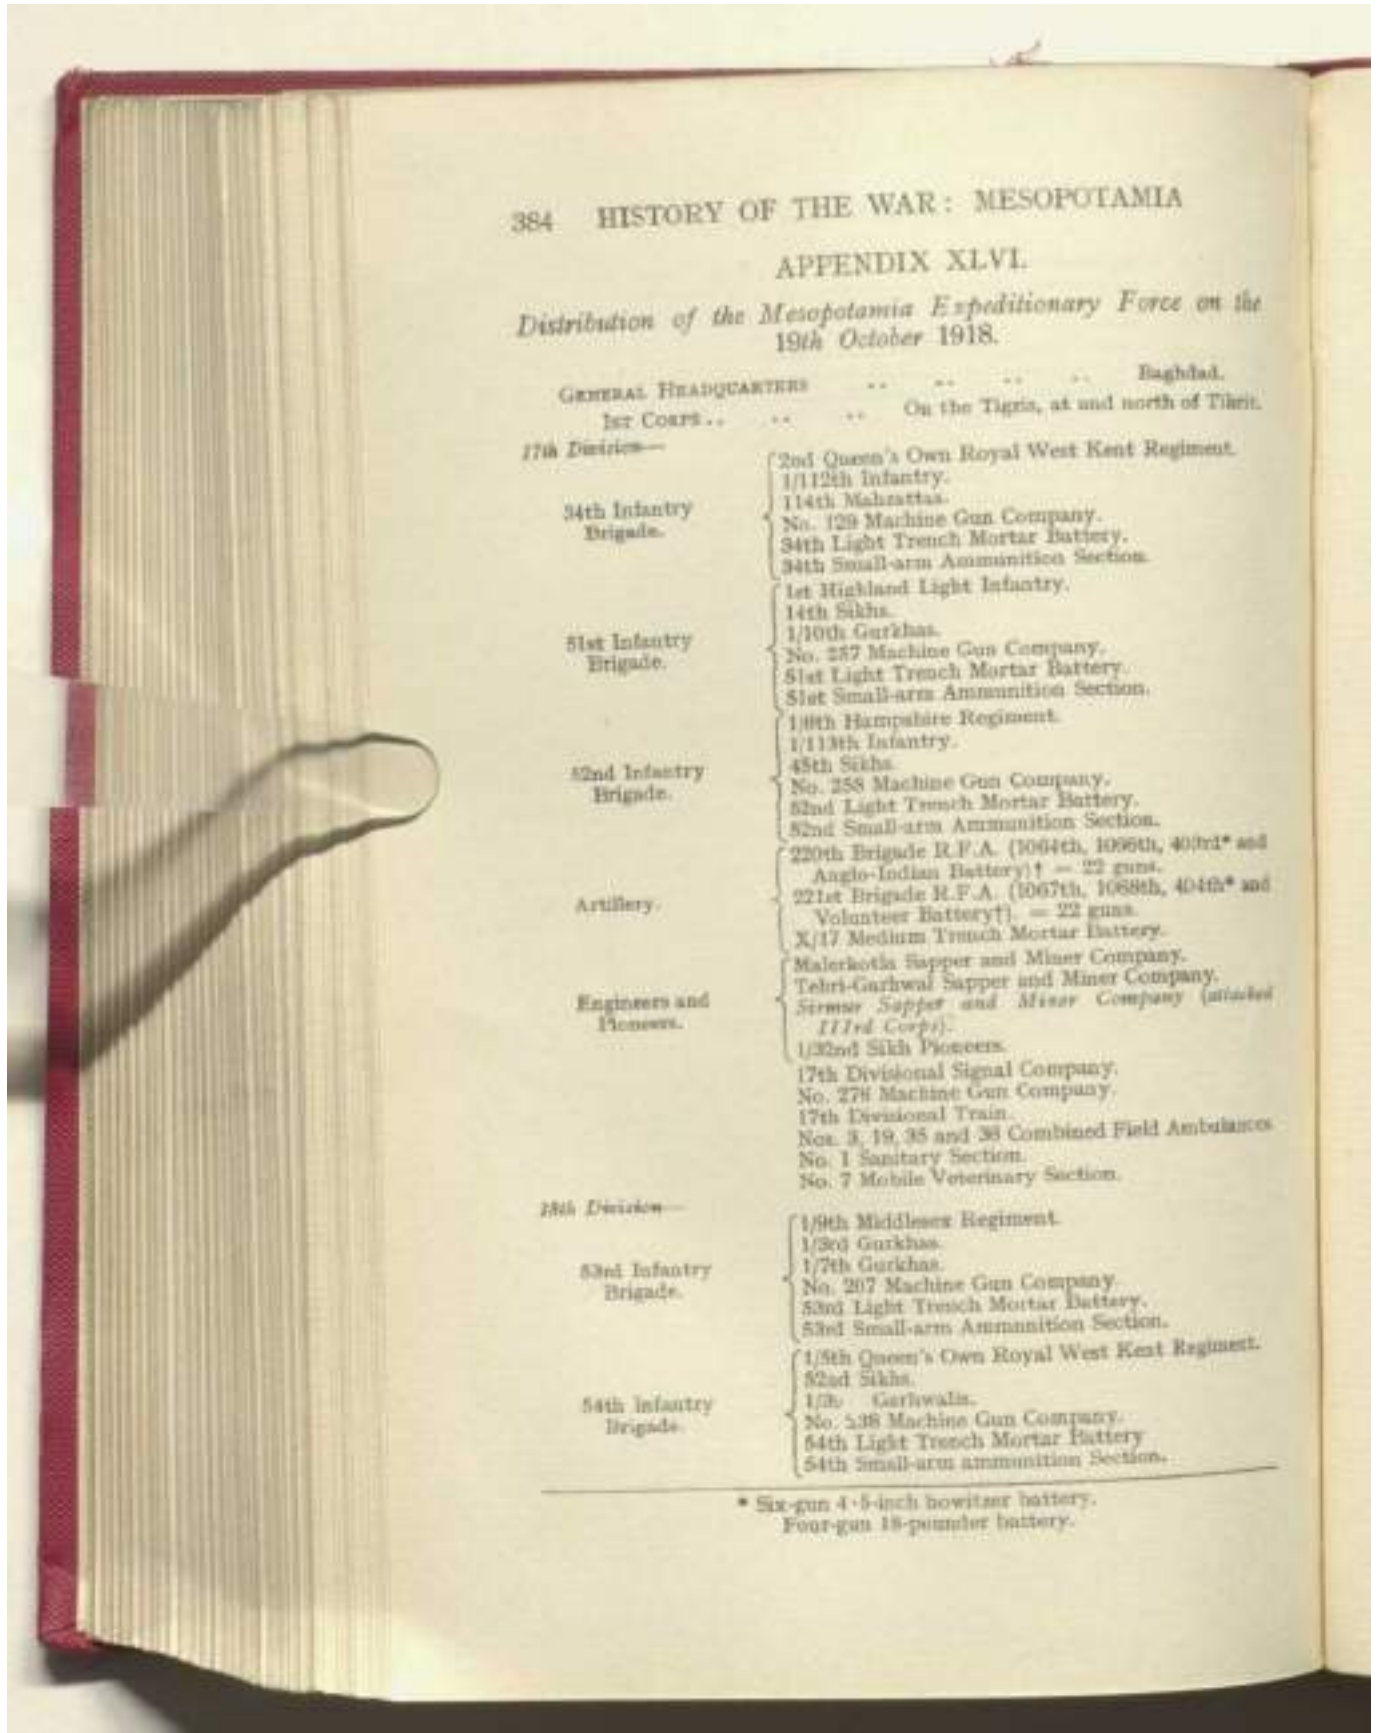 384 HISTORY OF THE WAR: MESOPOTAMIA
APPENDIX XLVI.
Distribution of the Mesopotamia Expeditionary Force on the
19th October 1918.
GENERAL HEADQUARTERS .. .. .. .. Baghdad.
IST CORPS .. .. .. On the Tigris, at and north of Tikrit.
17th Division—
34th Infantry
Brigade.
2nd Queen's Own Royal West Kent Regiment.
1/112th Infantry.
114th Mahrattas.
No. 129 Machine Gun Company.
34th Light Trench Mortar Battery.
34th Small-arm Ammunition Section.
51st Infantry
Brigade.
1st Highland Light Infantry.
14th Sikhs.
1/10th Gurkhas.
No. 257 Machine Gun Company.
51st Light Trench Mortar Battery.
51st Small-arm Ammunition Section.
52nd Infantry
Brigade.
1/6th Hampshire Regiment.
1/113th Infantry.
45th Sikhs.
No. 258 Machine Gun Company.
52nd Light Trench Mortar Battery.
52nd Small-arm Ammunition Section.
Artillery.
220th Brigade R.F.A. (1064th, 1066th, 403rd* and
Anglo-Indian Battery)† = 22 guns.
221st Brigade R.F.A. (1067th, 1068th, 404th* and
Volunteer Battery†). = 22 guns.
X/17 Medium Trench Mortar Battery.
Engineers and
Pioneers.
Malerkotla Sapper and Miner Company.
Tehri-Garhwal Sapper and Miner Company.
Sirmur Sapper and Miner Company (attached
IIIrd Corps).
1/32nd Sikh Pioneers.
17th Divisional Signal Company.
No. 276 Machine Gun Company.
17th Divisional Train.
Nos. 3, 19, 35 and 36 Combined Field Ambulances
No. 1 Sanitary Section.
No. 7 Mobile Veterinary Section.
18th Division—
53rd Infantry
Brigade.
1/9th Middlesex Regiment.
1/3rd Gurkhas.
1/7th Gurkhas.
No. 207 Machine Gun Company.
53rd Light Trench Mortar Battery.
53rd Small-arm Ammunition Section.
54th Infantry
Brigade.
1/5th Queen's Own Royal West Kent Regiment.
52nd Sikhs.
Garhwalis.
No. 238 Machine Gun Company.
54th Light Trench Mortar Battery
54th Small-arm ammunition Section.
* Six-gun 4·5-inch howitzer battery.
Four-gun 18-pounder battery.